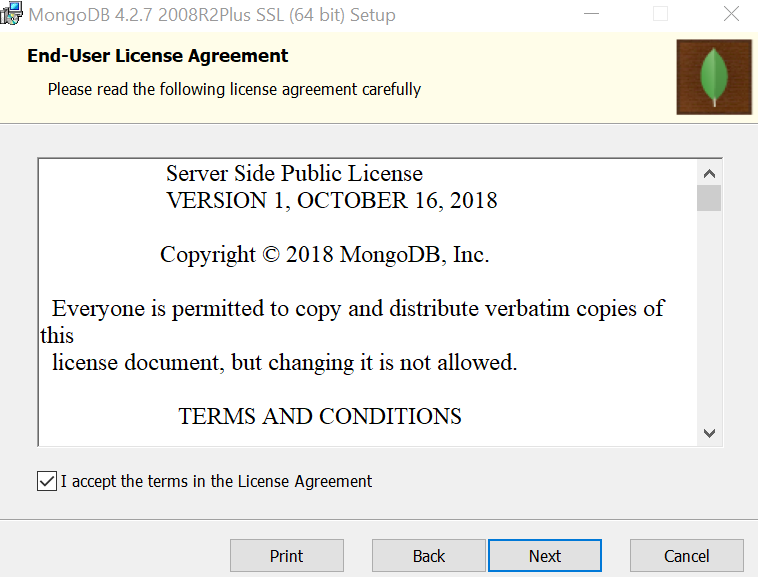 MongoDB 4.2.7 2008R2Plus SSL (64 bit) Setup
End-User License Agreement
Please read the following license agreement carefully
Server Side Public License
VERSION 1, OCTOBER 16, 2018
Copyright © 2018 MongoDB, Inc.
Everyone is permitted to copy and distribute verbatim copies of
this
license document, but changing it is not allowed.
TERMS AND CONDITIONS
I accept the terms in the License Agreement
Print Back Next Cancel